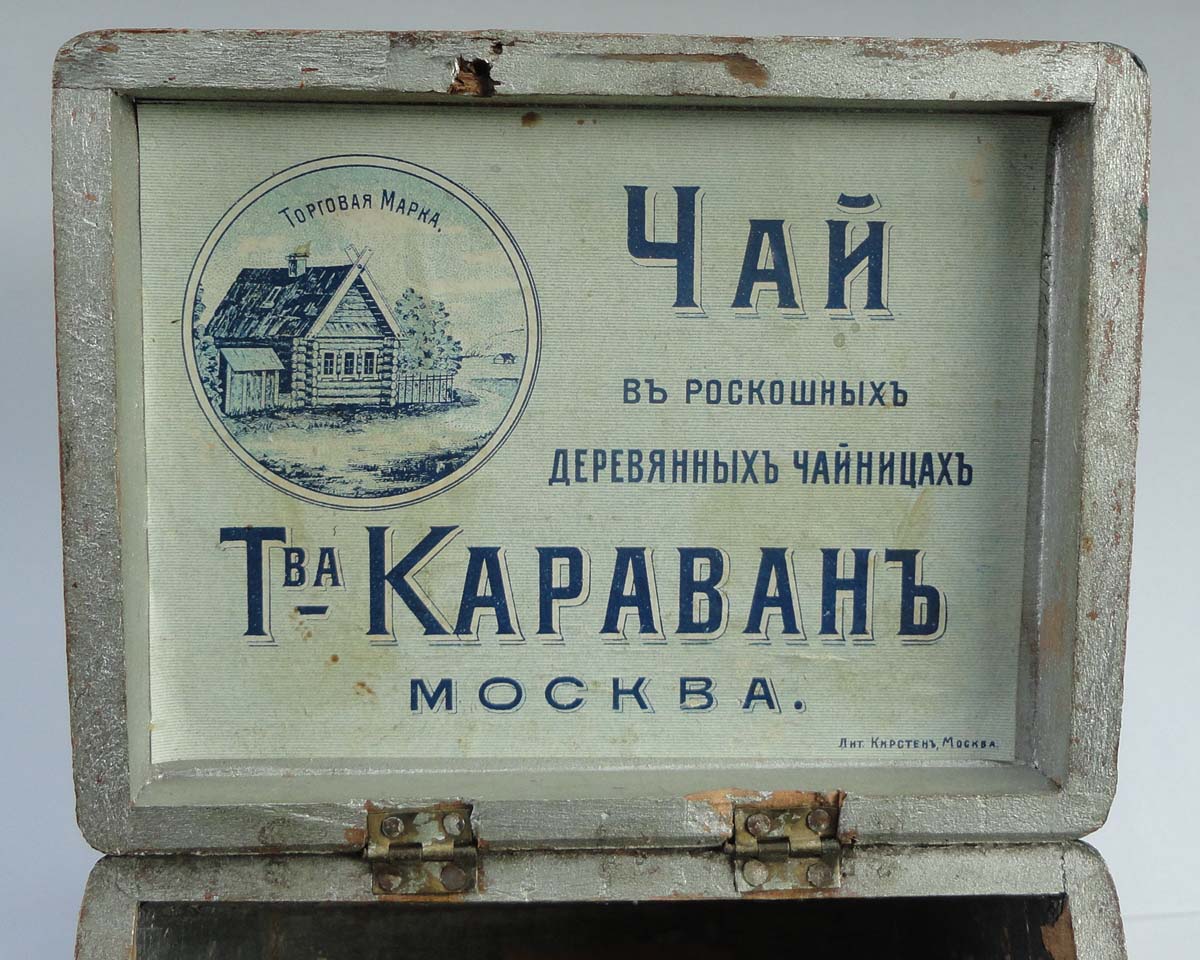 Торговая Марка.
Чай
въ роскошныхъ
деревянныхъ чайницахъ
Тва Караванъ
Москва.
Лит. Кирстенъ, Москва.